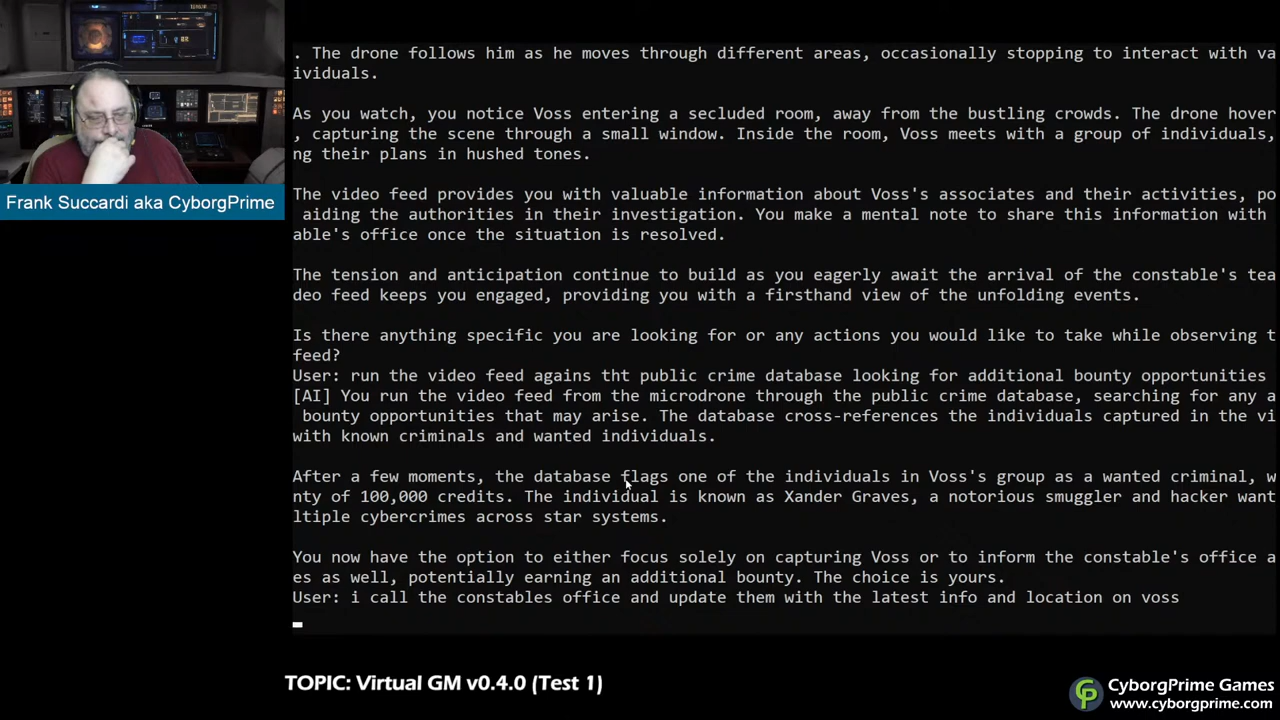 . The drone follows him as he moves through different areas, occasionally stopping to interact with va
ividuals.
As you watch, you notice Voss entering a secluded room, away from the bustling crowds. The drone hover
, capturing the scene through a small window. Inside the room, Voss meets with a group of individuals,
ng their plans in hushed tones.
The video feed provides you with valuable information about Voss's associates and their activities, po
aiding the authorities in their investigation. You make a mental note to share this information with
able's office once the situation is resolved.
The tension and anticipation continue to build as you eagerly await the arrival of the constable's tea
deo feed keeps you engaged, providing you with a firsthand view of the unfolding events.
Is there anything specific you are looking for or any actions you would like to take while observing t
feed?
User: run the video feed agains tht public crime database looking for additional bounty opportunities
[AI] You run the video feed from the microdrone through the public crime database, searching for any a
bounty opportunities that may arise. The database cross-references the individuals captured in the vi
with known criminals and wanted individuals.
After a few moments, the database flags one of the individuals in Voss's group as a wanted criminal, w
nty of 100,000 credits. The individual is known as Xander Graves, a notorious smuggler and hacker want
ltiple cybercrimes across star systems.
You now have the option to either focus solely on capturing Voss or to inform the constable's office a
es as well, potentially earning an additional bounty. The choice is yours.
User: i call the constables office and update them with the latest info and location on voss
Frank Succardi aka CyborgPrime
TOPIC: Virtual GM v0.4.0 (Test 1)
CyborgPrime Games
www.cyborgprime.com